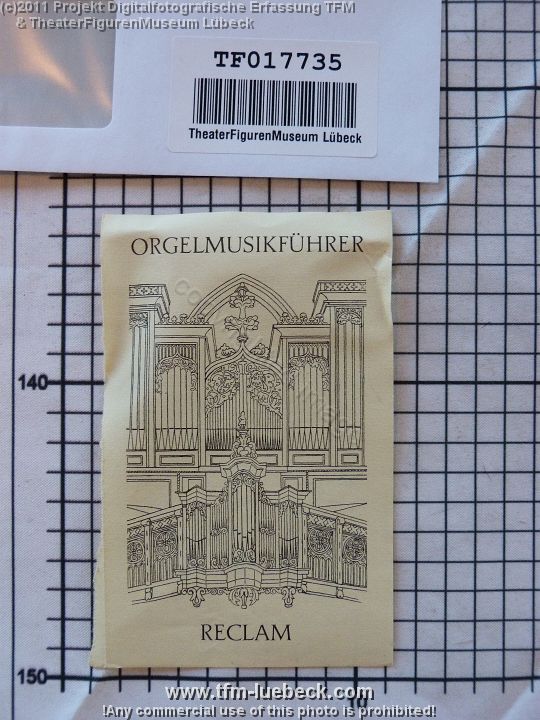 (c)2011 Projekt Digitalfotografische Erfassung TFM
& TheaterFigurenMuseum Lübeck
TF017735
TheaterFigurenMuseum Lübeck
ORGELMUSIKFÜHRER
140
RECLAM
150
10
www.tfm-luebeck.com
!Any commercial use of this photo is prohibited!